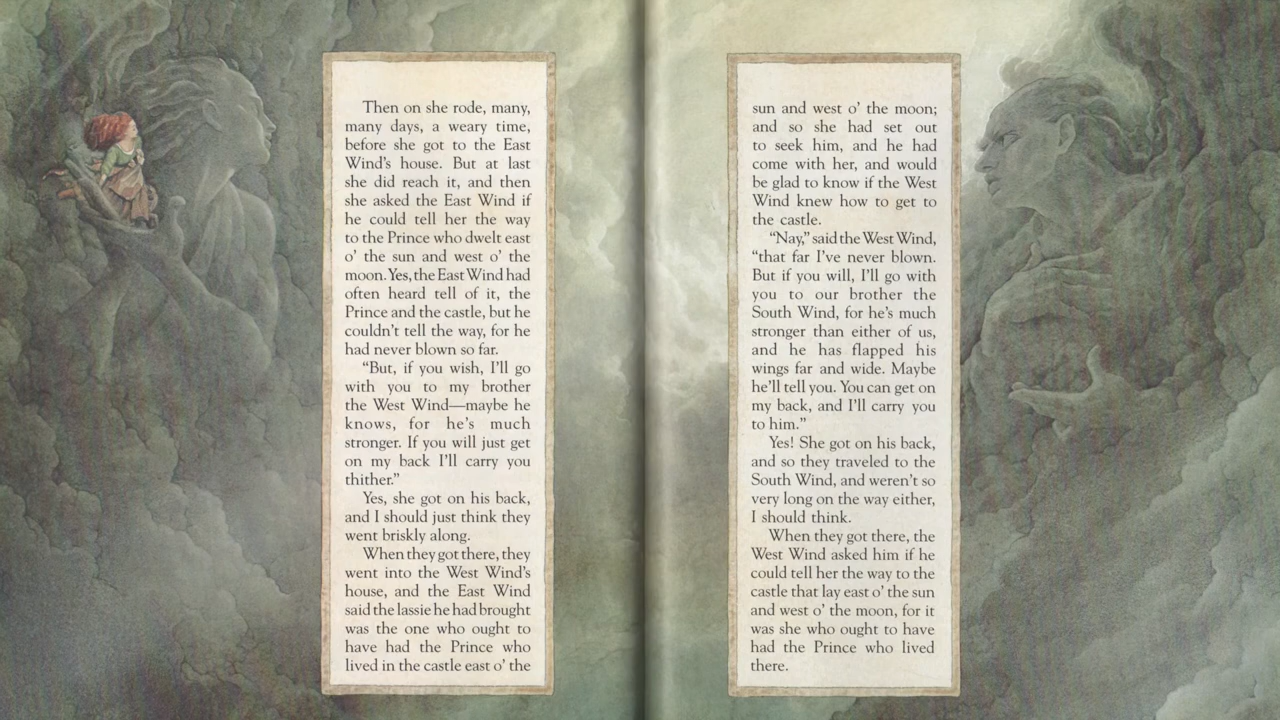 Then on she rode, many,
many days, a weary time,
before she got to the East
Wind's house. But at last
she did reach it, and then
she asked the East Wind if
he could tell her the way
to the Prince who dwelt east
o' the sun and west o' the
moon. Yes, the East Wind had
often heard tell of it, the
Prince and the castle, but he
couldn't tell the way, for he
had never blown so far.
“But, if you wish, I'll go
with you to my brother
the West Wind—maybe he
knows, for he's much
stronger. If you will just get
on my back I'll carry you
thither.”
Yes, she got on his back,
and I should just think they
went briskly along.
When they got there, they
went into the West Wind's
house, and the East Wind
said the lassie he had brought
was the one who ought to
have had the Prince who
lived in the castle east o' the
sun and west o' the moon;
and so she had set out
to seek him, and he had
come with her, and would
be glad to know if the West
Wind knew how to get to
the castle.
“Nay,” said the West Wind,
“that far I've never blown.
But if you will, I'll go with
you to our brother the
South Wind, for he's much
stronger than either of us,
and he has flapped his
wings far and wide. Maybe
he'll tell you. You can get on
my back, and I'll carry you
to him.”
Yes! She got on his back,
and so they traveled to the
South Wind, and weren't so
very long on the way either,
I should think.
When they got there, the
West Wind asked him if he
could tell her the way to the
castle that lay east o' the sun
and west o' the moon, for it
was she who ought to have
had the Prince who lived
there.